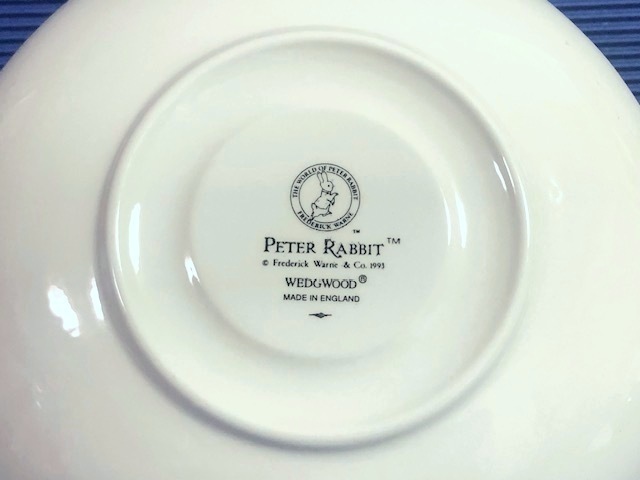 THE WORLD OF PETER RABBIT
FREDERICK WARNE
™
PETER RABBIT™
© Frederick Warne & Co. 1993
WEDGWOOD®
MADE IN ENGLAND